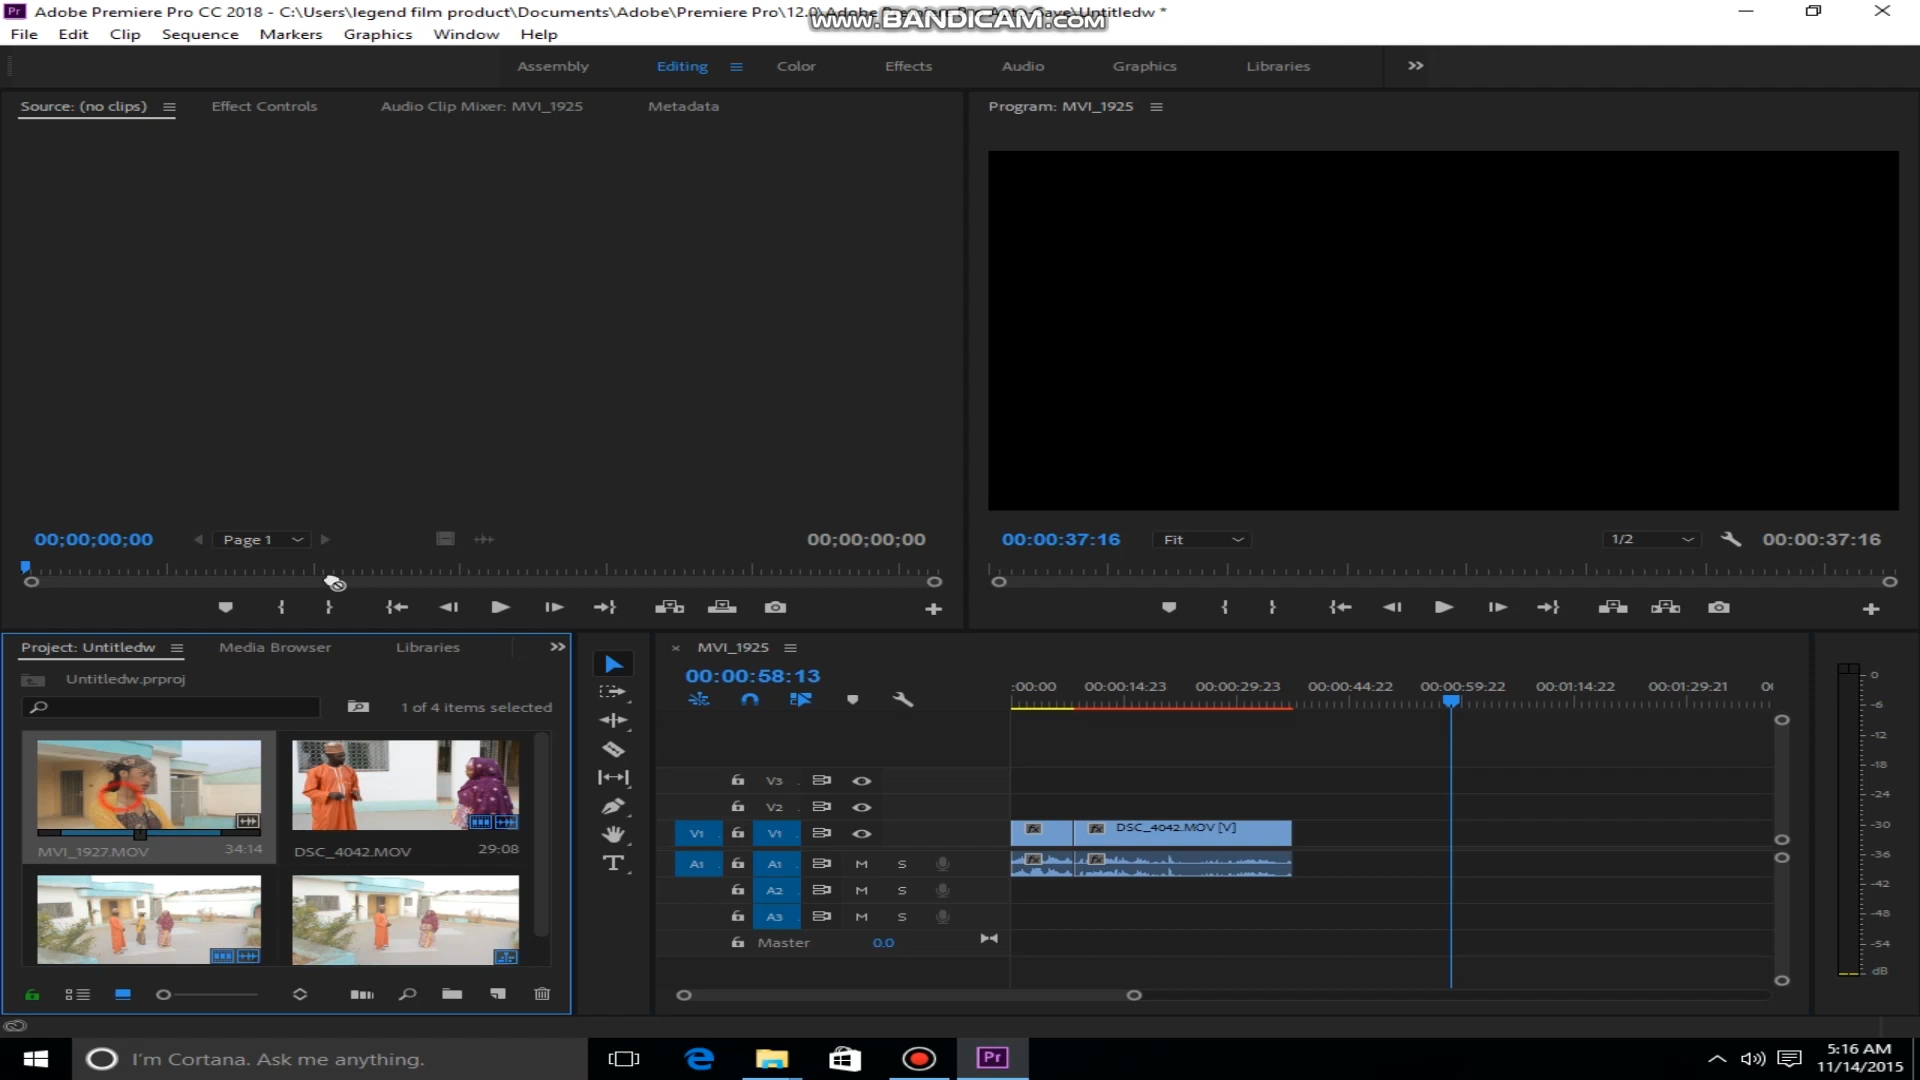 Pr Adobe Premiere Pro CC 2018 - C:\Users\legend film product\Documents\Adobe\Premiere Pro\12.0\Adobe Auto-Save\Untitledw *
www.BANDICAM.com
File Edit Clip Sequence Markers Graphics Window Help
Assembly Editing Color Effects Audio Graphics Libraries
Source: (no clips) Effect Controls Audio Clip Mixer: MVI_1925 Metadata
Program: MVI_1925
00;00;00;00 Page 1 00;00;00;00
00:00:37:16 Fit 1/2 00:00:37:16
Project: Untitledw Media Browser Libraries
Untitledw.prproj
1 of 4 items selected
MVI_1927.MOV 34:14 DSC_4042.MOV 29:08
T
× MVI_1925
00:00:58:13
:00:00 00:00:14:23 00:00:29:23 00:00:44:22 00:00:59:22 00:01:14:22 00:01:29:21
V3
V2
V1 V1 fx fx DSC_4042.MOV [V]
A1 A1 M S fx fx
A2 M S
A3 M S
Master 0.0
0
-6
-12
-18
-24
-30
-36
-42
-48
-54
dB
I'm Cortana. Ask me anything.
Pr
5:16 AM
11/14/2015